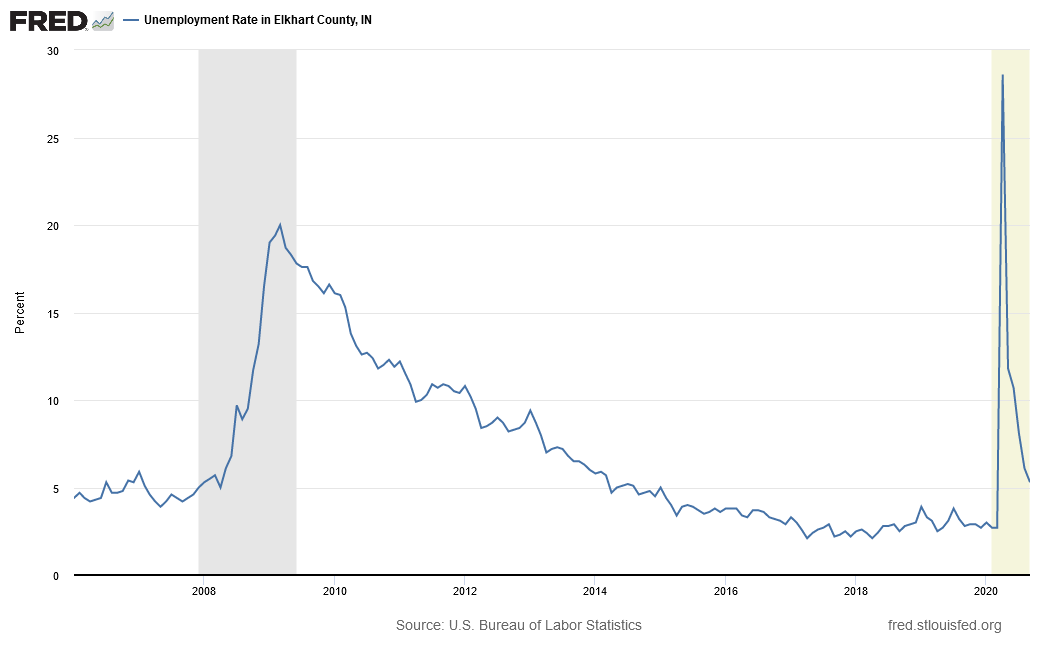 FRED Unemployment Rate in Elkhart County, IN
30
25
20
15
10
5
0
Percent
2008 2010 2012 2014 2016 2018 2020
Source: U.S. Bureau of Labor Statistics fred.stlouisfed.org